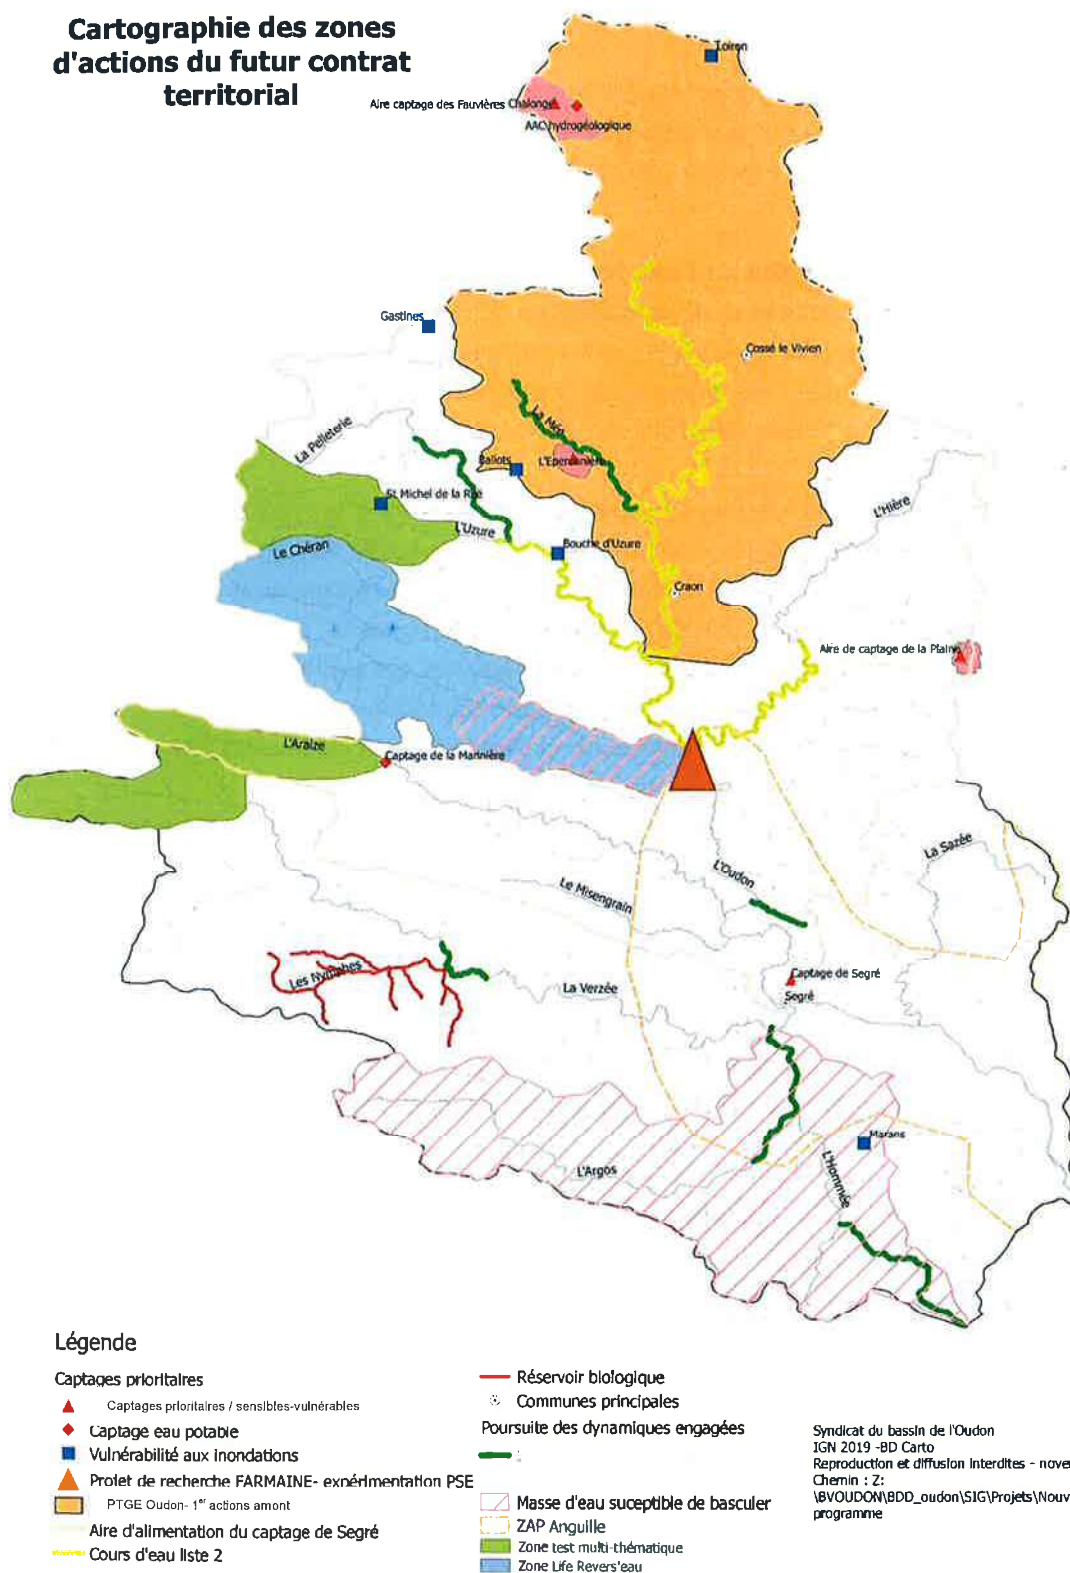 Cartographie des zones
d'actions du futur contrat
territorial
Loiron
Aire captage des Fauvières Chalonge
AAC hydrogéologique
Gastines
Cossé le Vivien
La Mée
La Pelleterie
Ballots
St Michel de la Roë
L'Hière
L'Uzure
Bouche d'Uzure
Le Chéran
Craon
Aire de captage de la Plaine
L'Araize
Captage de la Marinière
La Sazée
L'Oudon
Le Misengrain
Les Nymphes
Captage de Segré
La Verzée
Segré
Marans
L'Argos
L'Hommée
Légende
Captages prioritaires
Captages prioritaires / sensibles-vulnérables
Captage eau potable
Vulnérabilité aux inondations
Projet de recherche FARMAINE- expérimentation PSE
PTGE Oudon- 1er actions amont
Aire d'alimentation du captage de Segré
Cours d'eau liste 2
Réservoir biologique
Communes principales
Poursuite des dynamiques engagées
:
Masse d'eau suceptible de basculer
ZAP Anguille
Zone test multi-thématique
Zone Life Revers'eau
Syndicat du bassin de l'Oudon
IGN 2019 -BD Carto
Reproduction et diffusion interdites - nove
Chemin : Z:
\BVOUDON\BDD_oudon\SIG\Projets\Nouv
programme